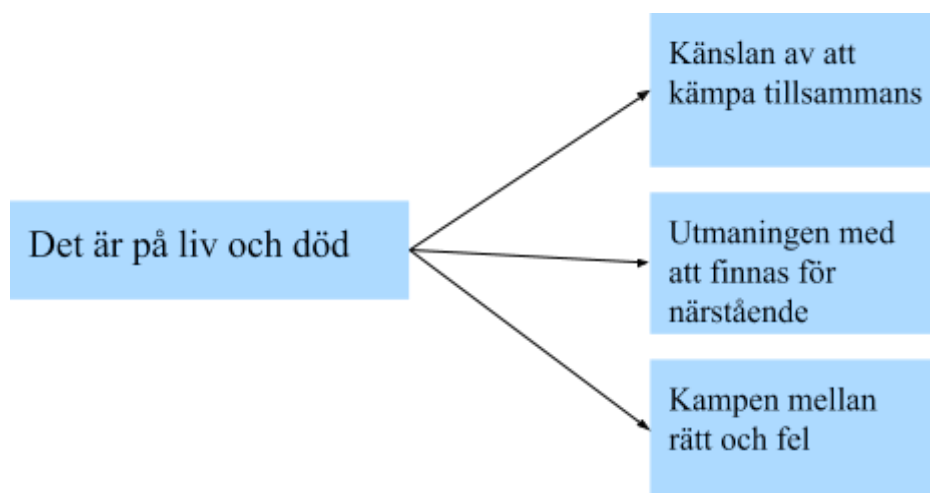 Det är på liv och död
Känslan av att
kämpa tillsammans
Utmaningen med
att finnas för
närstående
Kampen mellan
rätt och fel